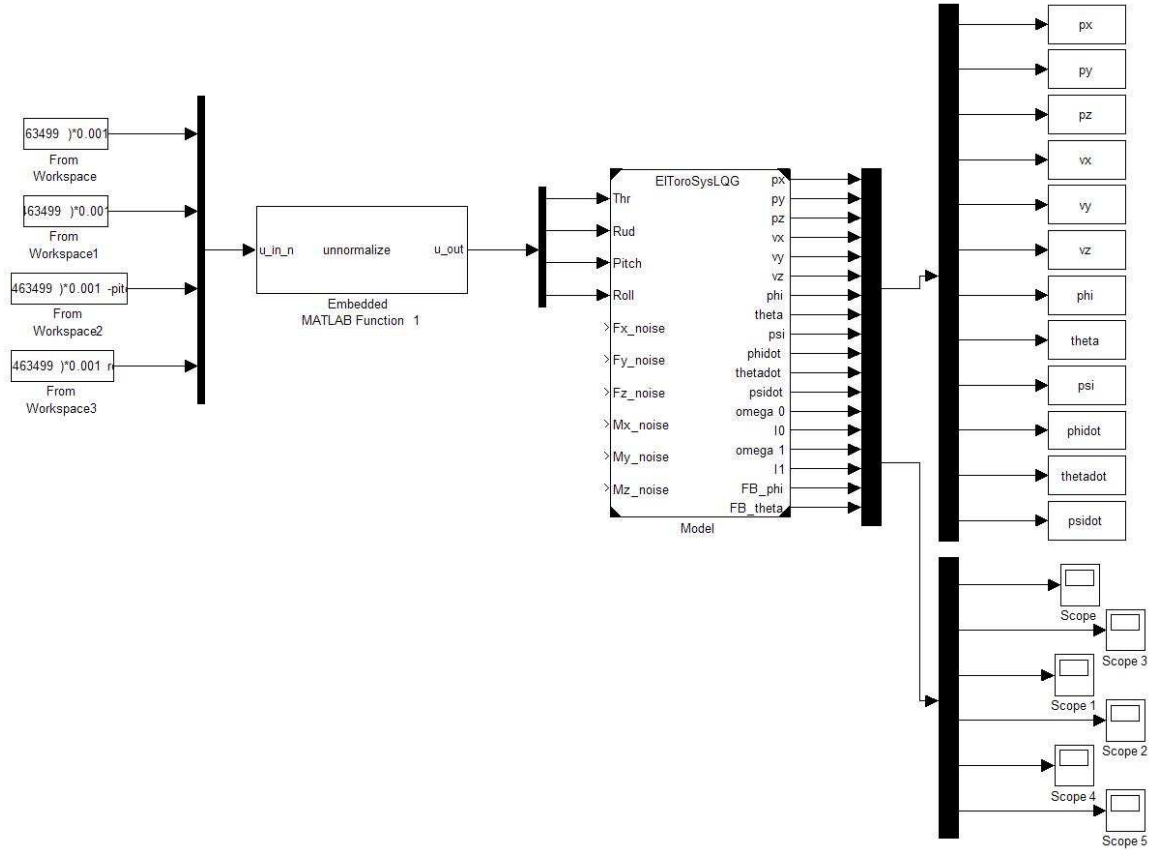 63499 )*0.001
From
Workspace
463499 )*0.001
From
Workspace1
463499 )*0.001 -pit
From
Workspace2
463499 )*0.001 r
From
Workspace3
u_in_n
unnormalize
u_out
Embedded
MATLAB Function 1
ElToroSysLQG
Thr
Rud
Pitch
Roll
Fx_noise
Fy_noise
Fz_noise
Mx_noise
My_noise
Mz_noise
px
py
pz
vx
vy
vz
phi
theta
psi
phidot
thetadot
psidot
omega 0
I0
omega 1
I1
FB_phi
FB_theta
Model
px
py
pz
vx
vy
vz
phi
theta
psi
phidot
thetadot
psidot
Scope
Scope 3
Scope 1
Scope 2
Scope 4
Scope 5